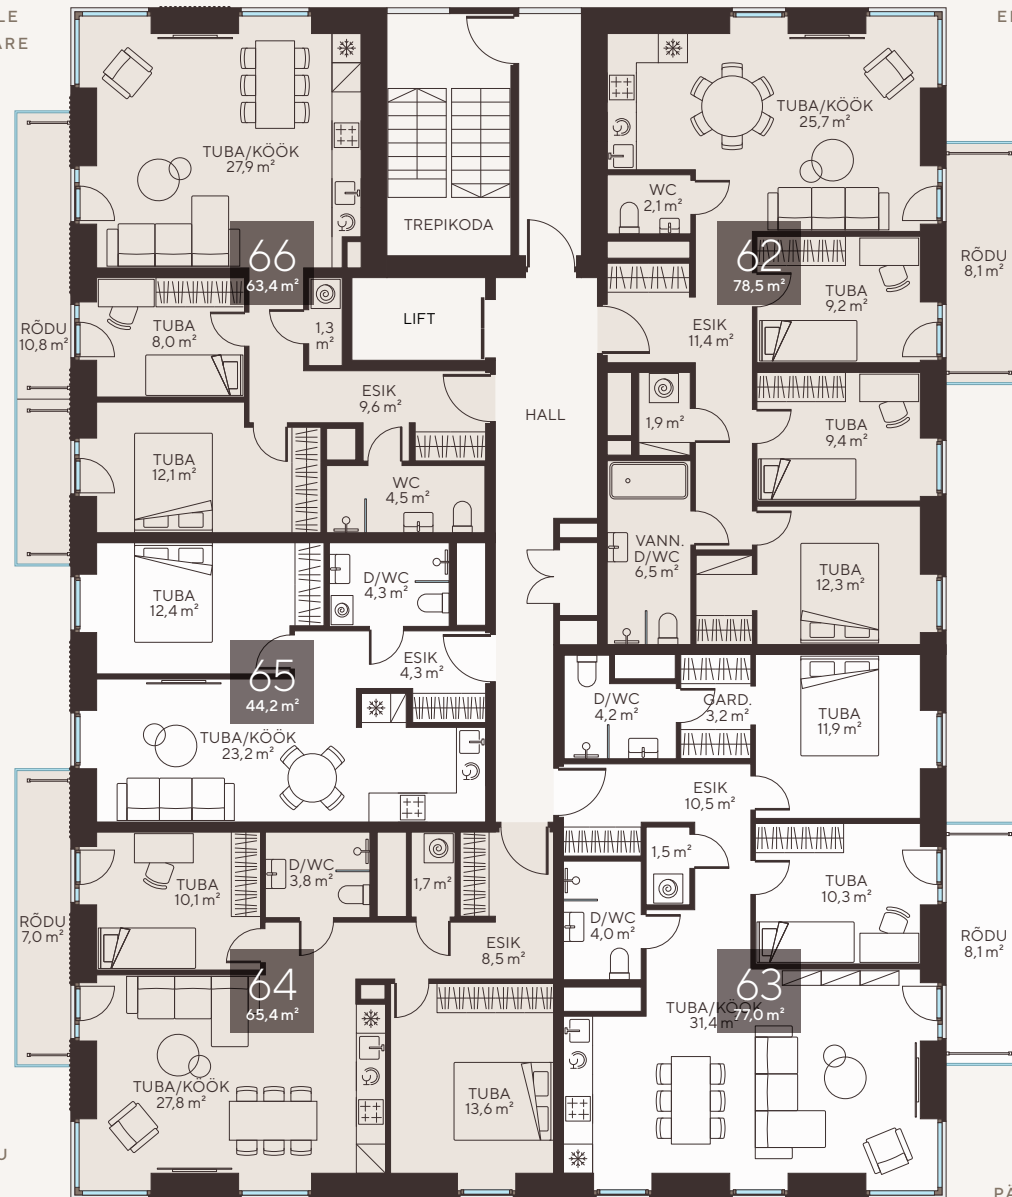 LE
ARE
TUBA/KÖÖK
27,9 m²
66
63,4 m²
RÕDU
10,8 m²
TUBA
8,0 m²
1,3
m²
ESIK
9,6 m²
TUBA
12,1 m²
WC
4,5 m²
TREPIKODA
LIFT
HALL
TUBA/KÖÖK
25,7 m²
WC
2,1 m²
62
78,5 m²
RÕDU
8,1 m²
TUBA
9,2 m²
ESIK
11,4 m²
1,9 m²
TUBA
9,4 m²
VANN.
D/WC
6,5 m²
TUBA
12,3 m²
TUBA
12,4 m²
D/WC
4,3 m²
ESIK
4,3 m²
65
44,2 m²
TUBA/KÖÖK
23,2 m²
D/WC
4,2 m²
GARD.
3,2 m²
TUBA
11,9 m²
ESIK
10,5 m²
1,5 m²
TUBA
10,3 m²
D/WC
4,0 m²
RÕDU
8,1 m²
63
77,0 m²
TUBA/KÖÖK
31,4 m
RÕDU
7,0 m²
TUBA
10,1 m²
D/WC
3,8 m²
1,7 m²
ESIK
8,5 m²
64
65,4 m²
TUBA/KÖÖK
27,8 m²
TUBA
13,6 m²